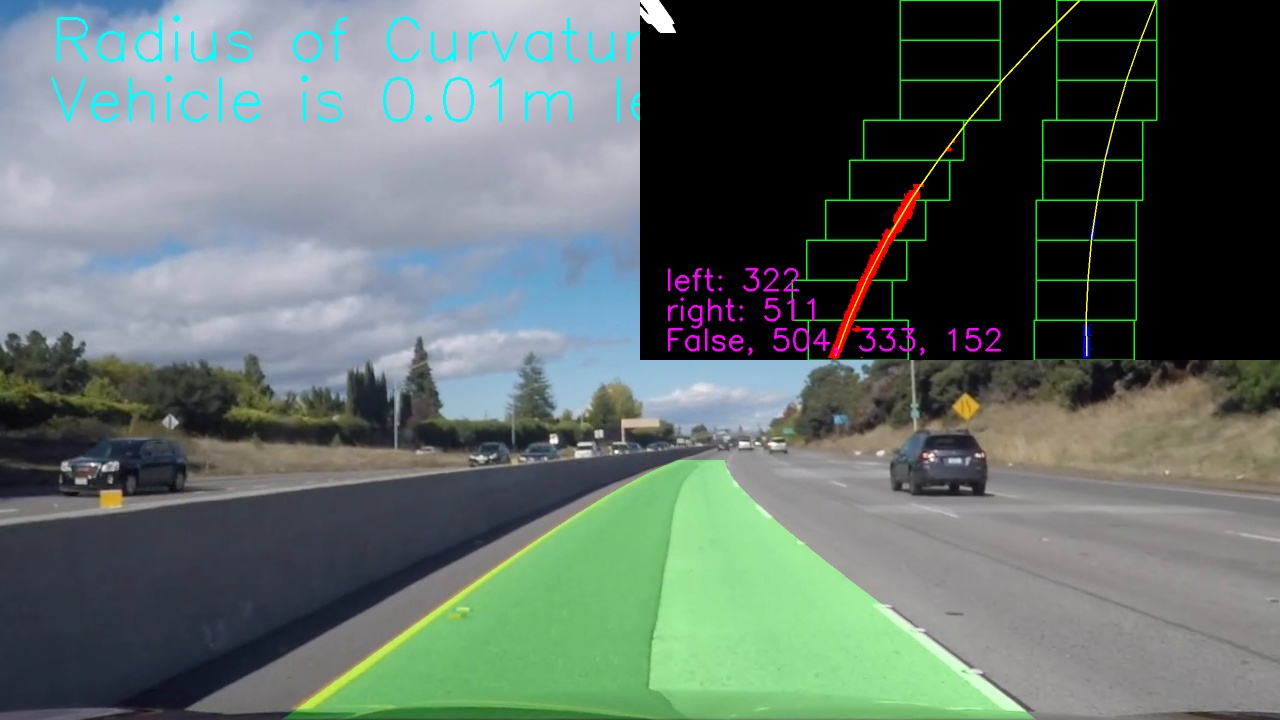 Radius of Curvatur
Vehicle is 0.01m le
left: 322
right: 511
False, 504, 333, 152